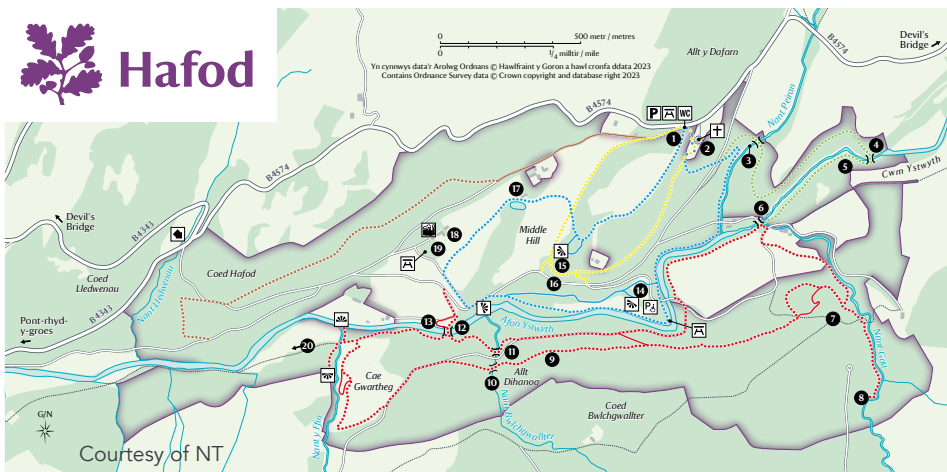 Hafod
0 500 metr / metres
0 1/4 milltir / mile
Yn cynnwys data'r Arolwg Ordnans © Hawlfraint y Goron a hawl cronfa ddata 2023
Contains Ordnance Survey data © Crown copyright and database right 2023
Allt y Dafarn
B4574
Devil's
Bridge
Nant Peiran
B4574
P
WC
1
2
3
4
5
Cwm Ystwyth
6
B4574
17
Middle
Hill
B4343
Devil's
Bridge
18
19
15
16
14
P
Coed
Lledwenau
Coed Hafod
Nant Lledwenau
B4343
Pont-rhyd-
y-groes
13
12
Afon Ystwyth
7
Nant Gau
20
11
9
Cae
Gwartheg
Allt
Dihanog
10
8
Coed
Bwlchgwallter
Nant Bwlchgwallter
Nant y Ffin
G/N
Courtesy of NT